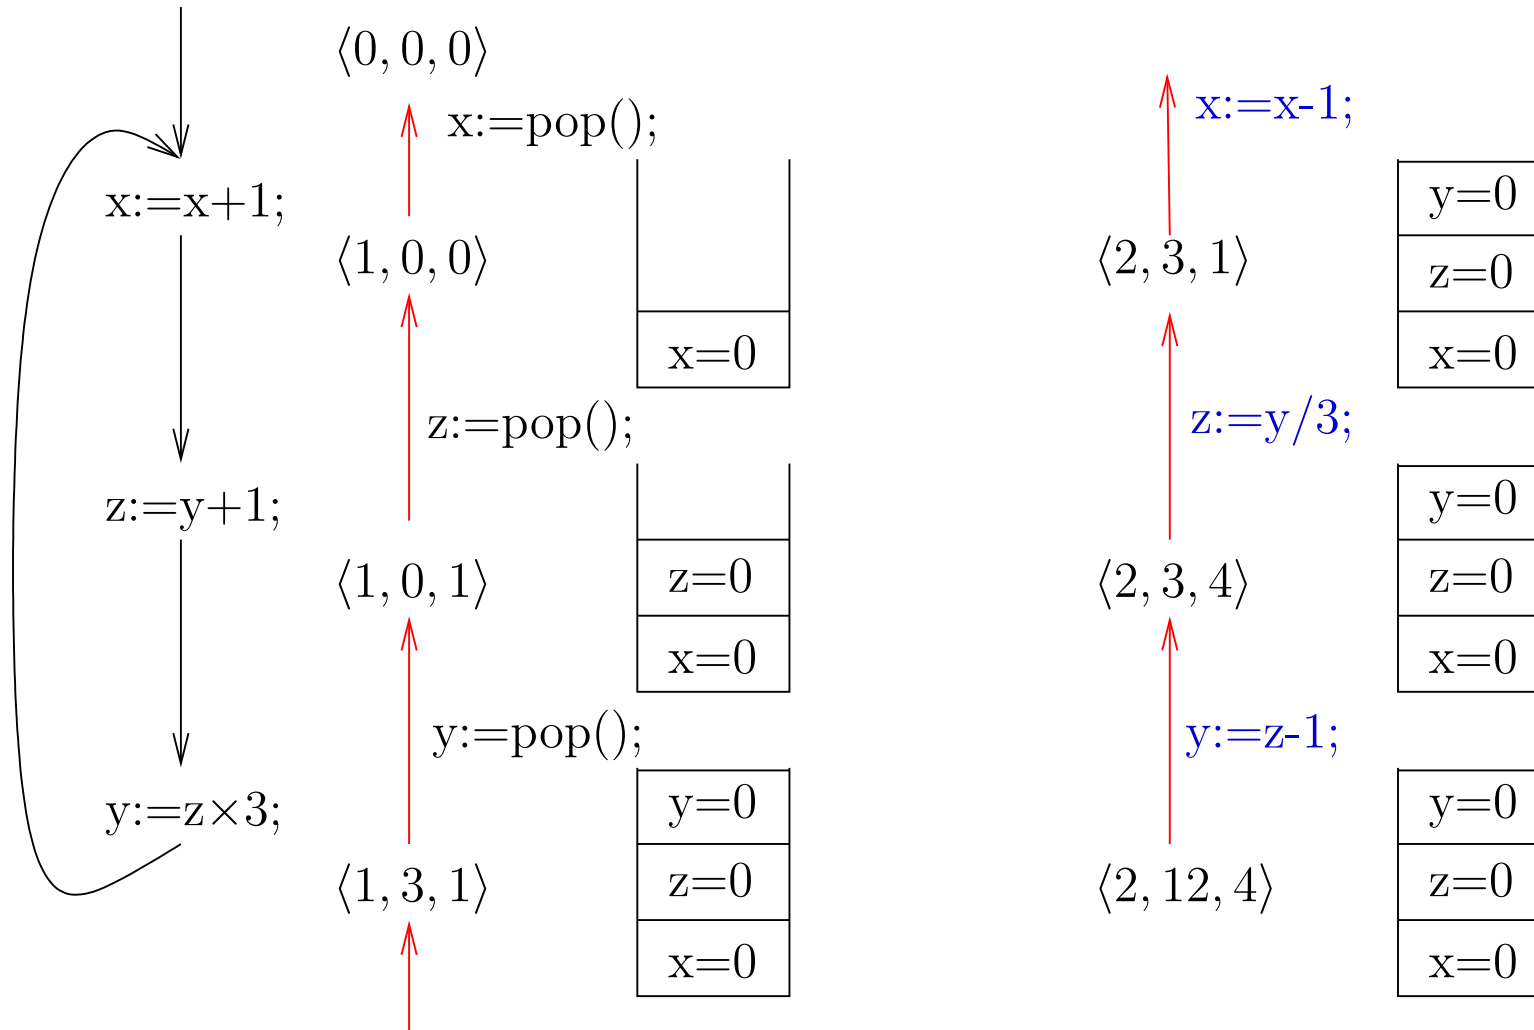 ⟨0, 0, 0⟩
x:=pop();
x:=x-1;
x:=x+1;
⟨1, 0, 0⟩
x=0
⟨2, 3, 1⟩
y=0
z=0
x=0
z:=pop();
z:=y/3;
z:=y+1;
⟨1, 0, 1⟩
z=0
x=0
⟨2, 3, 4⟩
y=0
z=0
x=0
y:=pop();
y:=z-1;
y:=z×3;
⟨1, 3, 1⟩
y=0
z=0
x=0
⟨2, 12, 4⟩
y=0
z=0
x=0